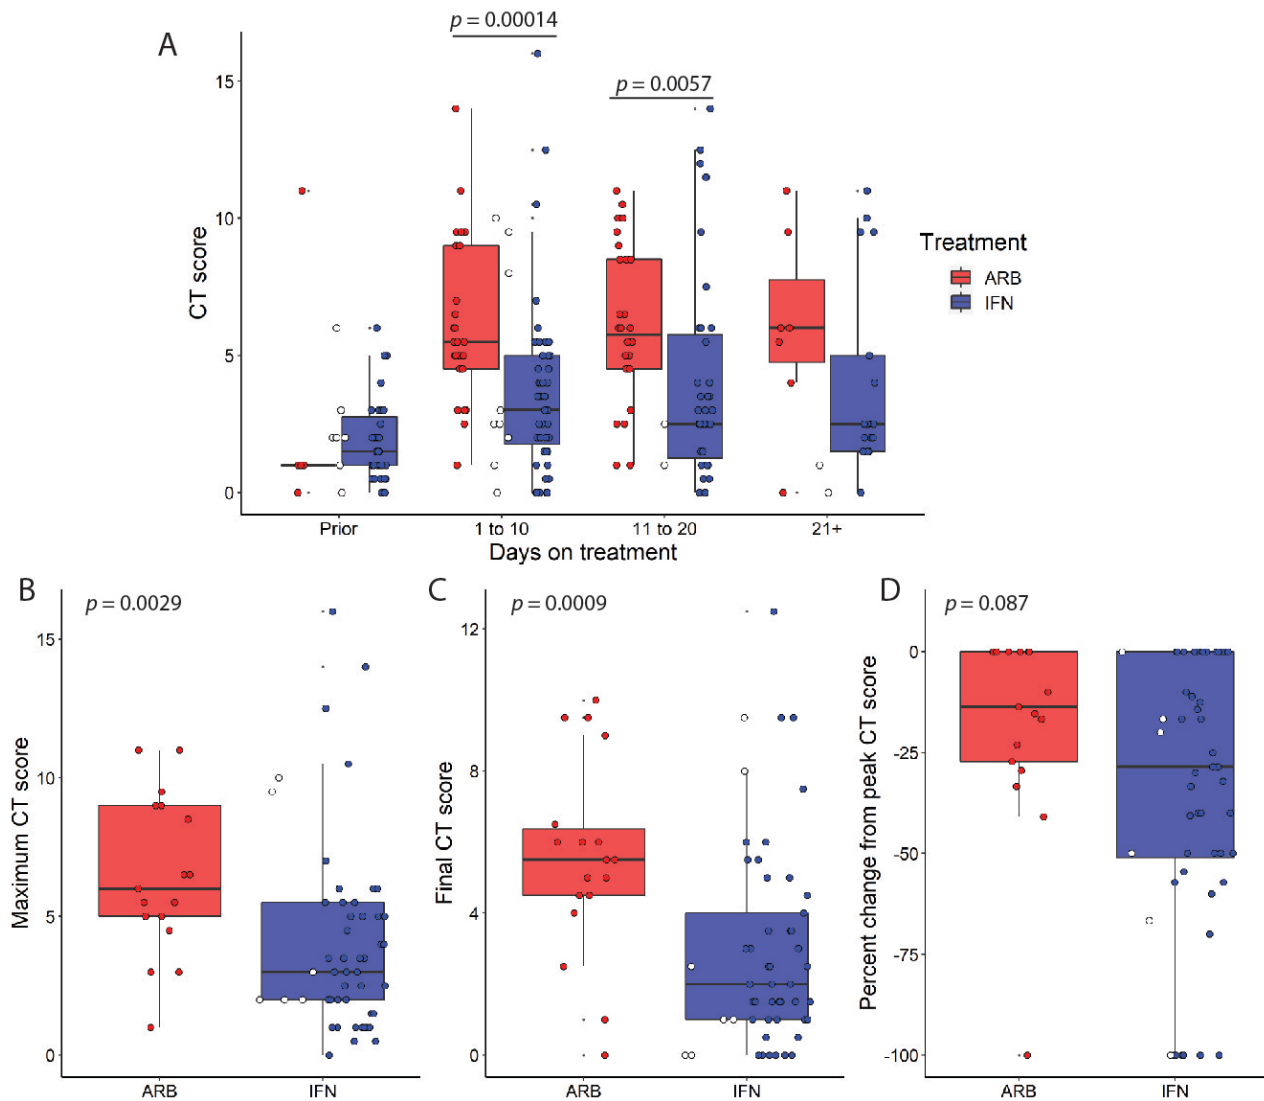 A
p = 0.00014
p = 0.0057
CT score
15
10
5
0
Prior
1 to 10
11 to 20
21+
Days on treatment
Treatment
ARB
IFN
B
p = 0.0029
Maximum CT score
15
10
5
0
ARB
IFN
C
p = 0.0009
Final CT score
12
8
4
0
ARB
IFN
D
p = 0.087
Percent change from peak CT score
0
-25
-50
-75
-100
ARB
IFN